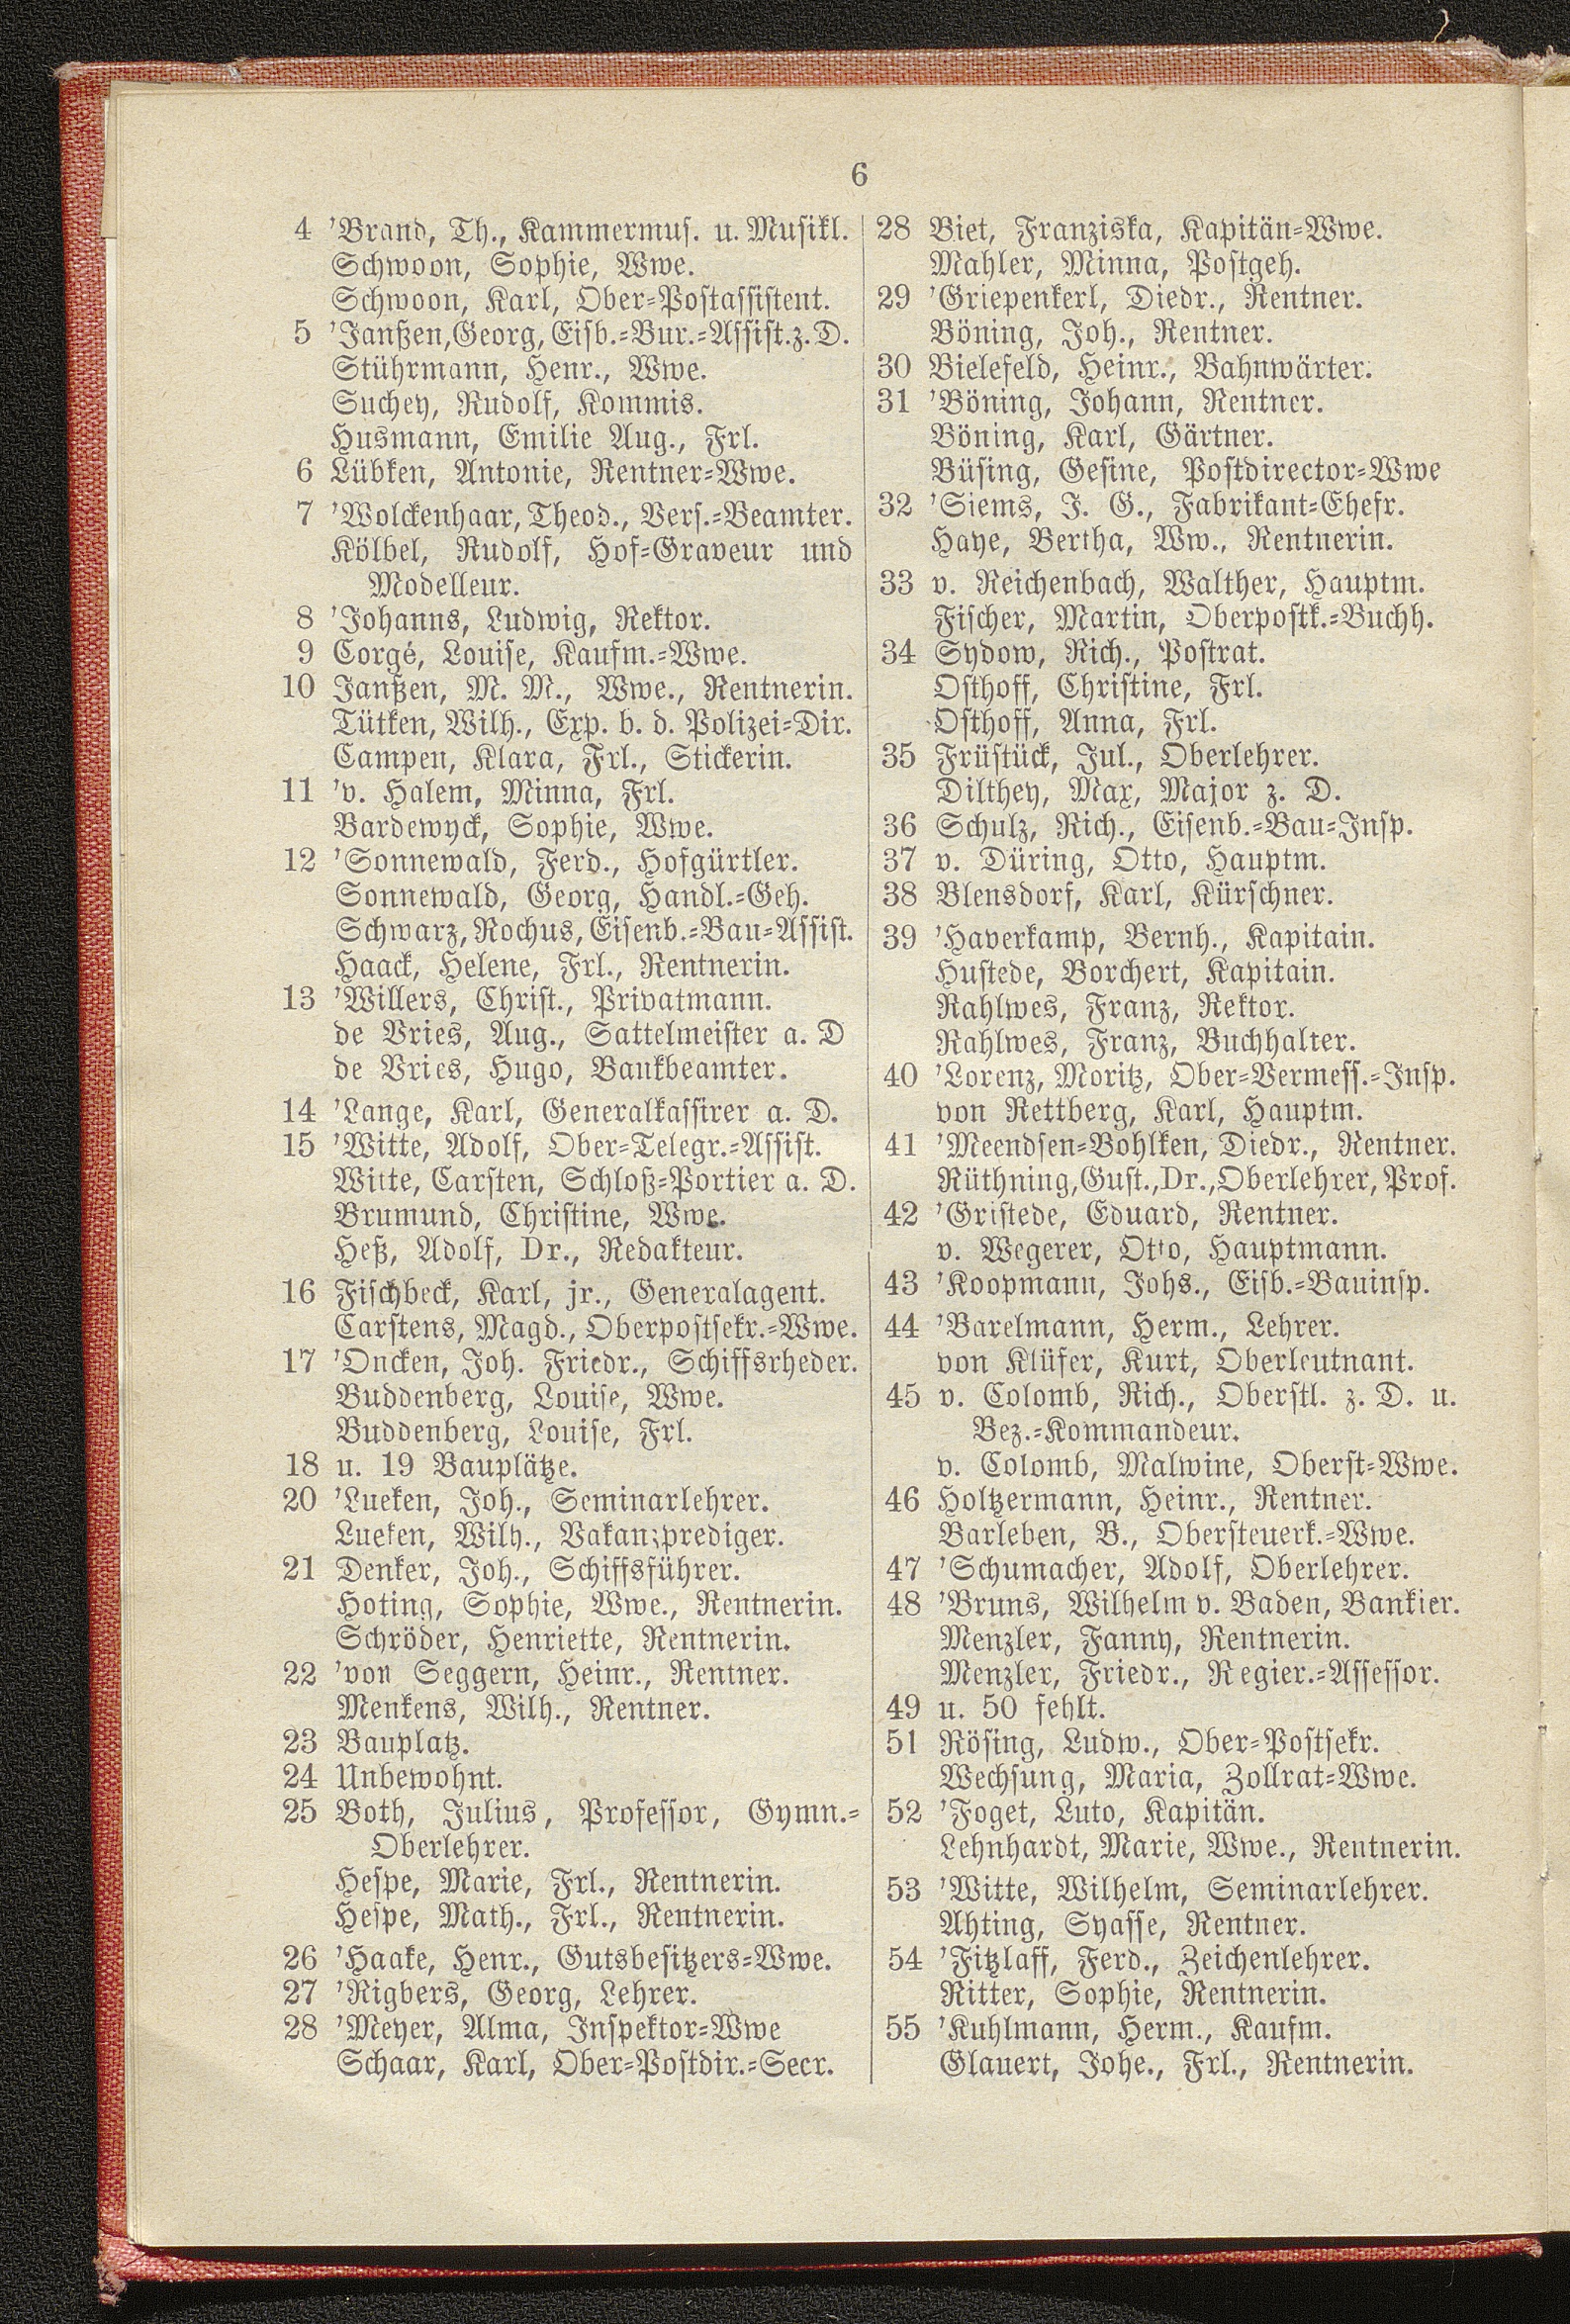 6
4 'Brand, Th., Kammermus. u. Musikl.
Schwoon, Sophie, Wwe.
Schwoon, Karl, Ober-Postassistent.
5 'Janßen, Georg, Eisb.-Bur.-Assist. z. D.
Stührmann, Henr., Wwe.
Suchey, Rudolf, Kommis.
Husmann, Emilie Aug., Frl.
6 Lübken, Antonie, Rentner-Wwe.
7 'Wolckenhaar, Theod., Vers.-Beamter.
Kölbel, Rudolf, Hof-Graveur und
Modelleur.
8 'Johanns, Ludwig, Rektor.
9 Corgé, Louise, Kaufm.-Wwe.
10 Janßen, M. M., Wwe., Rentnerin.
Tütken, Wilh., Exp. b. d. Polizei-Dir.
Campen, Klara, Frl., Stickerin.
11 'v. Halem, Minna, Frl.
Bardewyck, Sophie, Wwe.
12 'Sonnewald, Ferd., Hofgürtler.
Sonnewald, Georg, Handl.-Geh.
Schwarz, Rochus, Eisenb.-Bau-Assist.
Haack, Helene, Frl., Rentnerin.
13 'Willers, Christ., Privatmann.
de Vries, Aug., Sattelmeister a. D
de Vries, Hugo, Bankbeamter.
14 'Lange, Karl, Generalkassirer a. D.
15 'Witte, Adolf, Ober-Telegr.-Assist.
Witte, Carsten, Schloß-Portier a. D.
Brumund, Christine, Wwe.
Heß, Adolf, Dr., Redakteur.
16 Fischbeck, Karl, jr., Generalagent.
Carstens, Magd., Oberpostsekr.-Wwe.
17 'Oncken, Joh. Friedr., Schiffsrheder.
Buddenberg, Louise, Wwe.
Buddenberg, Louise, Frl.
18 u. 19 Bauplätze.
20 'Lueken, Joh., Seminarlehrer.
Lueken, Wilh., Vakanzprediger.
21 Denker, Joh., Schiffsführer.
Hoting, Sophie, Wwe., Rentnerin.
Schröder, Henriette, Rentnerin.
22 'von Seggern, Heinr., Rentner.
Menkens, Wilh., Rentner.
23 Bauplatz.
24 Unbewohnt.
25 Both, Julius, Professor, Gymn.-
Oberlehrer.
Hespe, Marie, Frl., Rentnerin.
Hespe, Math., Frl., Rentnerin.
26 'Haake, Henr., Gutsbesitzers-Wwe.
27 'Rigbers, Georg, Lehrer.
28 'Meyer, Alma, Inspektor-Wwe
Schaar, Karl, Ober-Postdir.-Secr.
28 Biet, Franziska, Kapitän-Wwe.
Mahler, Minna, Postgeh.
29 'Griepenkerl, Diedr., Rentner.
Böning, Joh., Rentner.
30 Bielefeld, Heinr., Bahnwärter.
31 'Böning, Johann, Rentner.
Böning, Karl, Gärtner.
Büsing, Gesine, Postdirector-Wwe
32 'Siems, J. G., Fabrikant-Ehefr.
Haye, Bertha, Ww., Rentnerin.
33 v. Reichenbach, Walther, Hauptm.
Fischer, Martin, Oberpostk.-Buchh.
34 Sydow, Rich., Postrat.
Osthoff, Christine, Frl.
Osthoff, Anna, Frl.
35 Früstück, Jul., Oberlehrer.
Dilthey, Max, Major z. D.
36 Schulz, Rich., Eisenb.-Bau-Insp.
37 v. Düring, Otto, Hauptm.
38 Blensdorf, Karl, Kürschner.
39 'Haverkamp, Bernh., Kapitain.
Hustede, Borchert, Kapitain.
Rahlwes, Franz, Rektor.
Rahlwes, Franz, Buchhalter.
40 'Lorenz, Moritz, Ober-Vermess.-Insp.
von Rettberg, Karl, Hauptm.
41 'Meendsen-Bohlken, Diedr., Rentner.
Rüthning, Gust., Dr., Oberlehrer, Prof.
42 'Gristede, Eduard, Rentner.
v. Wegerer, Otto, Hauptmann.
43 'Koopmann, Johs., Eisb.-Bauinsp.
44 'Barelmann, Herm., Lehrer.
von Klüfer, Kurt, Oberleutnant.
45 v. Colomb, Rich., Oberstl. z. D. u.
Bez.-Kommandeur.
v. Colomb, Malwine, Oberst-Wwe.
46 Holtzermann, Heinr., Rentner.
Barleben, B., Obersteuerk.-Wwe.
47 'Schumacher, Adolf, Oberlehrer.
48 'Bruns, Wilhelm v. Baden, Bankier.
Menzler, Fanny, Rentnerin.
Menzler, Friedr., Regier.-Assessor.
49 u. 50 fehlt.
51 Rösing, Ludw., Ober-Postsekr.
Wechsung, Maria, Zollrat-Wwe.
52 'Foget, Luto, Kapitän.
Lehnhardt, Marie, Wwe., Rentnerin.
53 'Witte, Wilhelm, Seminarlehrer.
Ahting, Syasse, Rentner.
54 'Fitzlaff, Ferd., Zeichenlehrer.
Ritter, Sophie, Rentnerin.
55 'Kuhlmann, Herm., Kaufm.
Glauert, Johe., Frl., Rentnerin.